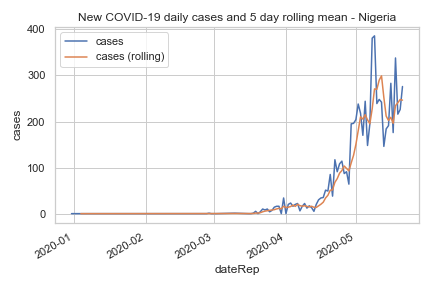 New COVID-19 daily cases and 5 day rolling mean - Nigeria
cases
cases (rolling)
400
300
200
100
0
cases
2020-01
2020-02
2020-03
2020-04
2020-05
dateRep